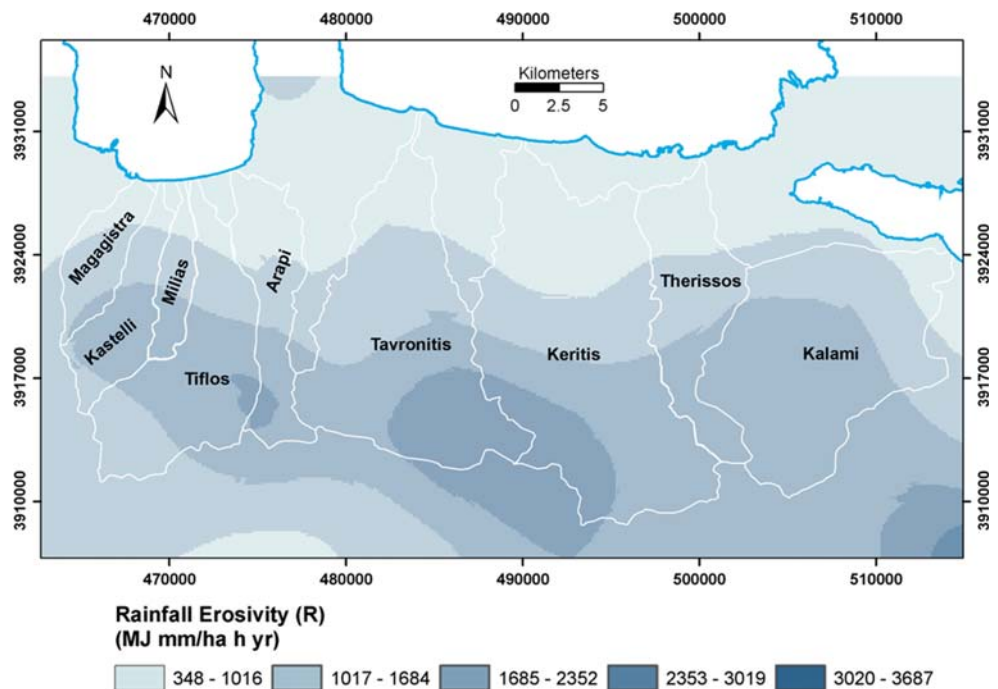 470000 480000 490000 500000 510000
N
Kilometers
0 2.5 5
3931000 3931000
3924000 3924000
3917000 3917000
3910000 3910000
Magagistra
Kastelli
Milias
Tiflos
Arapi
Tavronitis
Keritis
Therissos
Kalami
470000 480000 490000 500000 510000
Rainfall Erosivity (R)
(MJ mm/ha h yr)
348 - 1016 1017 - 1684 1685 - 2352 2353 - 3019 3020 - 3687